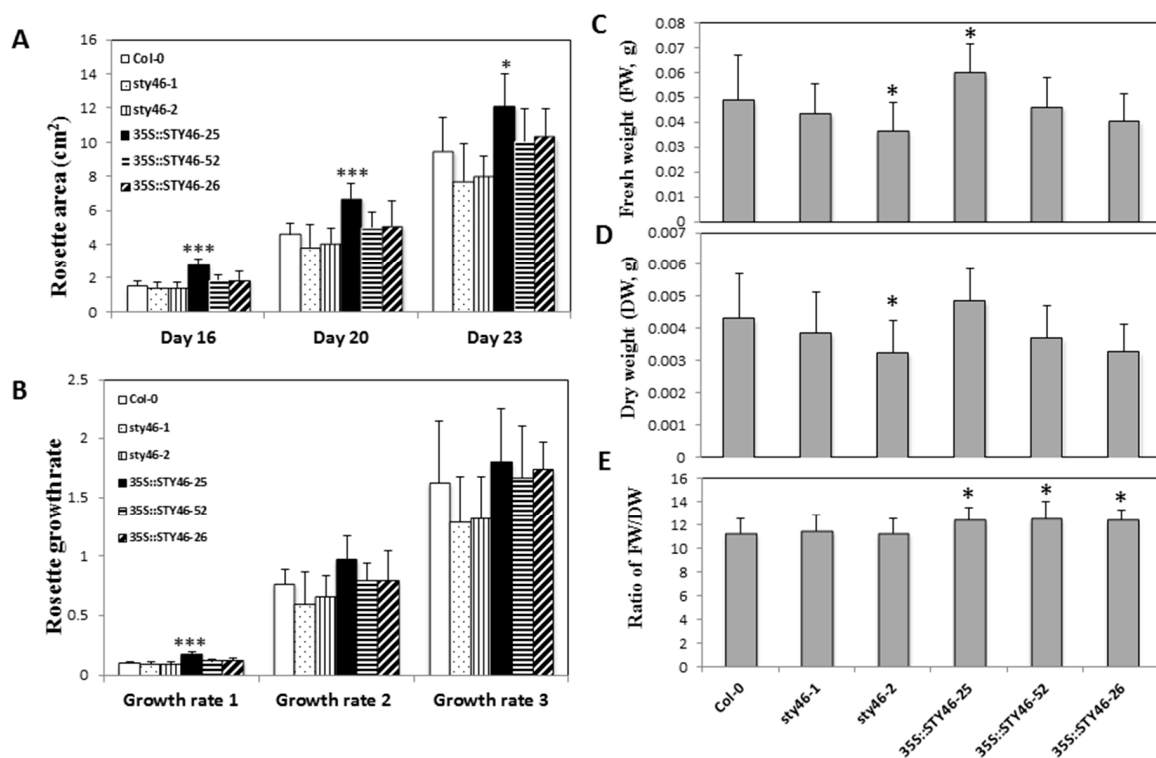 A
Rosette area (cm²)
16
14
12
10
8
6
4
2
0
Col-0
sty46-1
sty46-2
35S::STY46-25
35S::STY46-52
35S::STY46-26
***
***
*
Day 16
Day 20
Day 23
B
Rosette growth rate
2.5
2
1.5
1
0.5
0
Col-0
sty46-1
sty46-2
35S::STY46-25
35S::STY46-52
35S::STY46-26
***
Growth rate 1
Growth rate 2
Growth rate 3
C
Fresh weight (FW, g)
0.08
0.07
0.06
0.05
0.04
0.03
0.02
0.01
0
*
*
D
Dry weight (DW, g)
0.007
0.006
0.005
0.004
0.003
0.002
0.001
0
*
E
Ratio of FW/DW
16
14
12
10
8
6
4
2
0
*
*
*
Col-0
sty46-1
sty46-2
35S::STY46-25
35S::STY46-52
35S::STY46-26